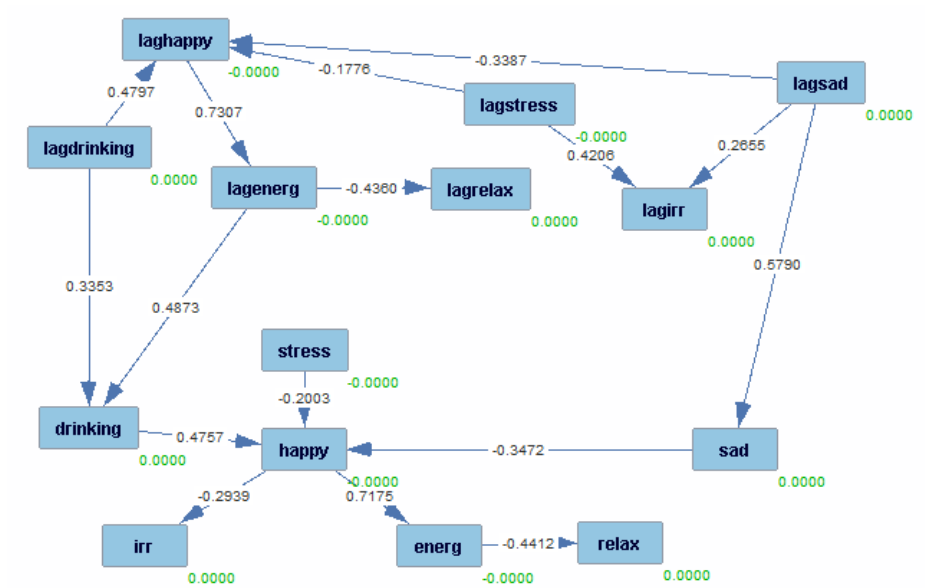 laghappy
-0.0000
-0.3387
-0.1776
lagsad
0.0000
0.4797
0.7307
lagstress
-0.0000
lagdrinking
0.0000
0.4206
0.2655
lagenerg
-0.0000
-0.4360
lagrelax
0.0000
lagirr
0.0000
0.3353
0.4873
0.5790
stress
-0.0000
-0.2003
drinking
0.0000
0.4757
happy
-0.0000
-0.3472
sad
0.0000
-0.2939
0.7175
irr
0.0000
energ
-0.0000
-0.4412
relax
0.0000